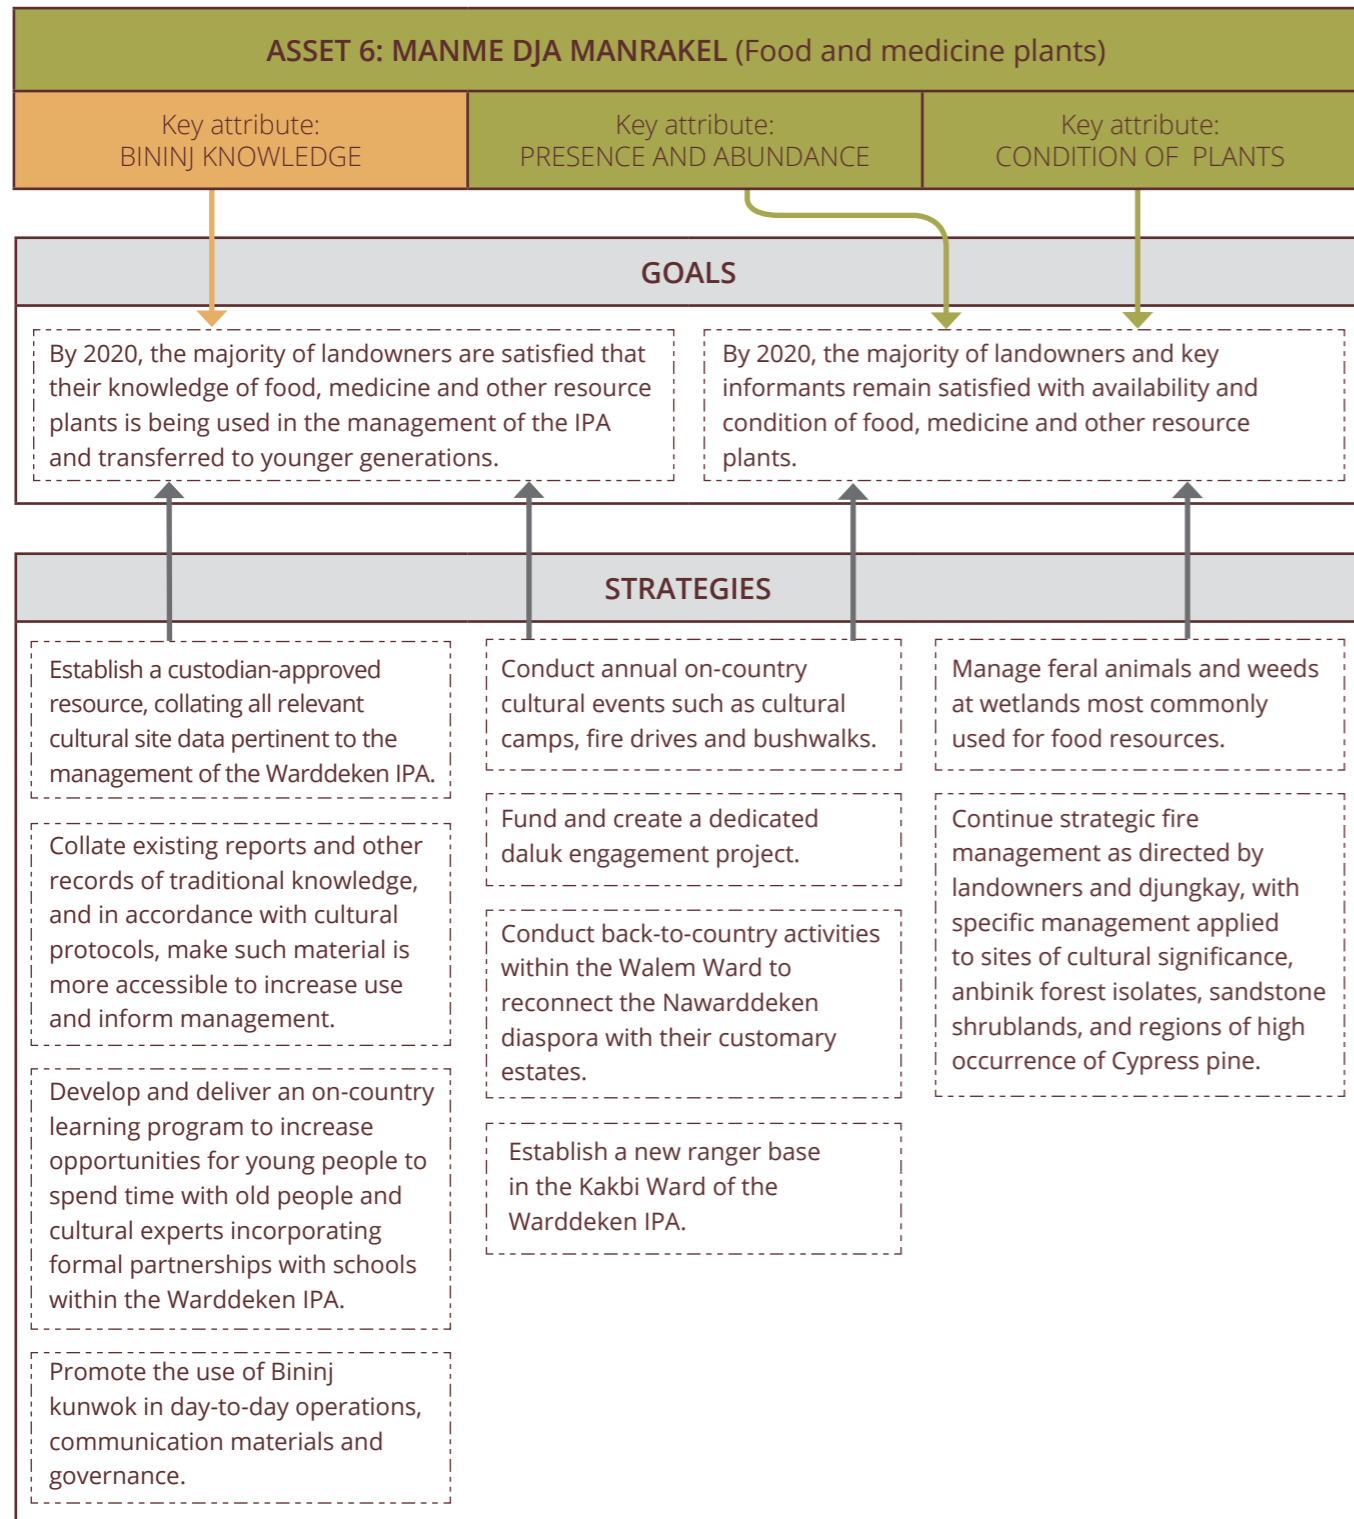 ASSET 6: MANME DJA MANRAKEL (Food and medicine plants)
Key attribute:
BININJ KNOWLEDGE
Key attribute:
PRESENCE AND ABUNDANCE
Key attribute:
CONDITION OF PLANTS
GOALS
By 2020, the majority of landowners are satisfied that
their knowledge of food, medicine and other resource
plants is being used in the management of the IPA
and transferred to younger generations.
By 2020, the majority of landowners and key
informants remain satisfied with availability and
condition of food, medicine and other resource
plants.
STRATEGIES
Establish a custodian-approved
resource, collating all relevant
cultural site data pertinent to the
management of the Warddeken IPA.
Collate existing reports and other
records of traditional knowledge,
and in accordance with cultural
protocols, make such material is
more accessible to increase use
and inform management.
Develop and deliver an on-country
learning program to increase
opportunities for young people to
spend time with old people and
cultural experts incorporating
formal partnerships with schools
within the Warddeken IPA.
Promote the use of Bininj
kunwok in day-to-day operations,
communication materials and
governance.
Conduct annual on-country
cultural events such as cultural
camps, fire drives and bushwalks.
Fund and create a dedicated
daluk engagement project.
Conduct back-to-country activities
within the Walem Ward to
reconnect the Nawarddeken
diaspora with their customary
estates.
Establish a new ranger base
in the Kakbi Ward of the
Warddeken IPA.
Manage feral animals and weeds
at wetlands most commonly
used for food resources.
Continue strategic fire
management as directed by
landowners and djungkay, with
specific management applied
to sites of cultural significance,
anbinik forest isolates, sandstone
shrublands, and regions of high
occurrence of Cypress pine.